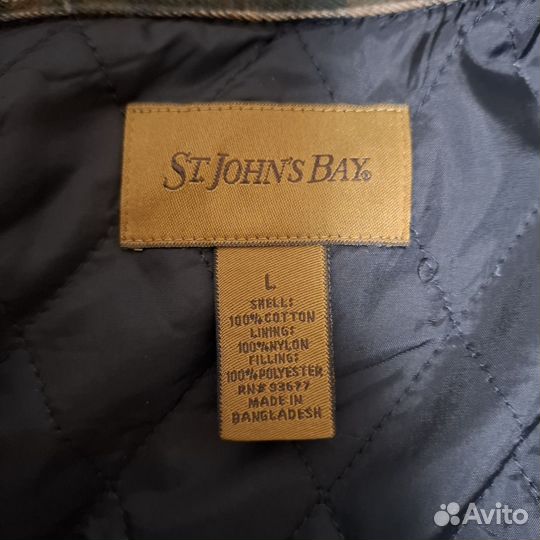 ST. JOHN'S BAY®
L
SHELL:
100% COTTON
LINING:
100% NYLON
FILLING:
100% POLYESTER
RN# 93677
MADE IN
BANGLADESH
Avito